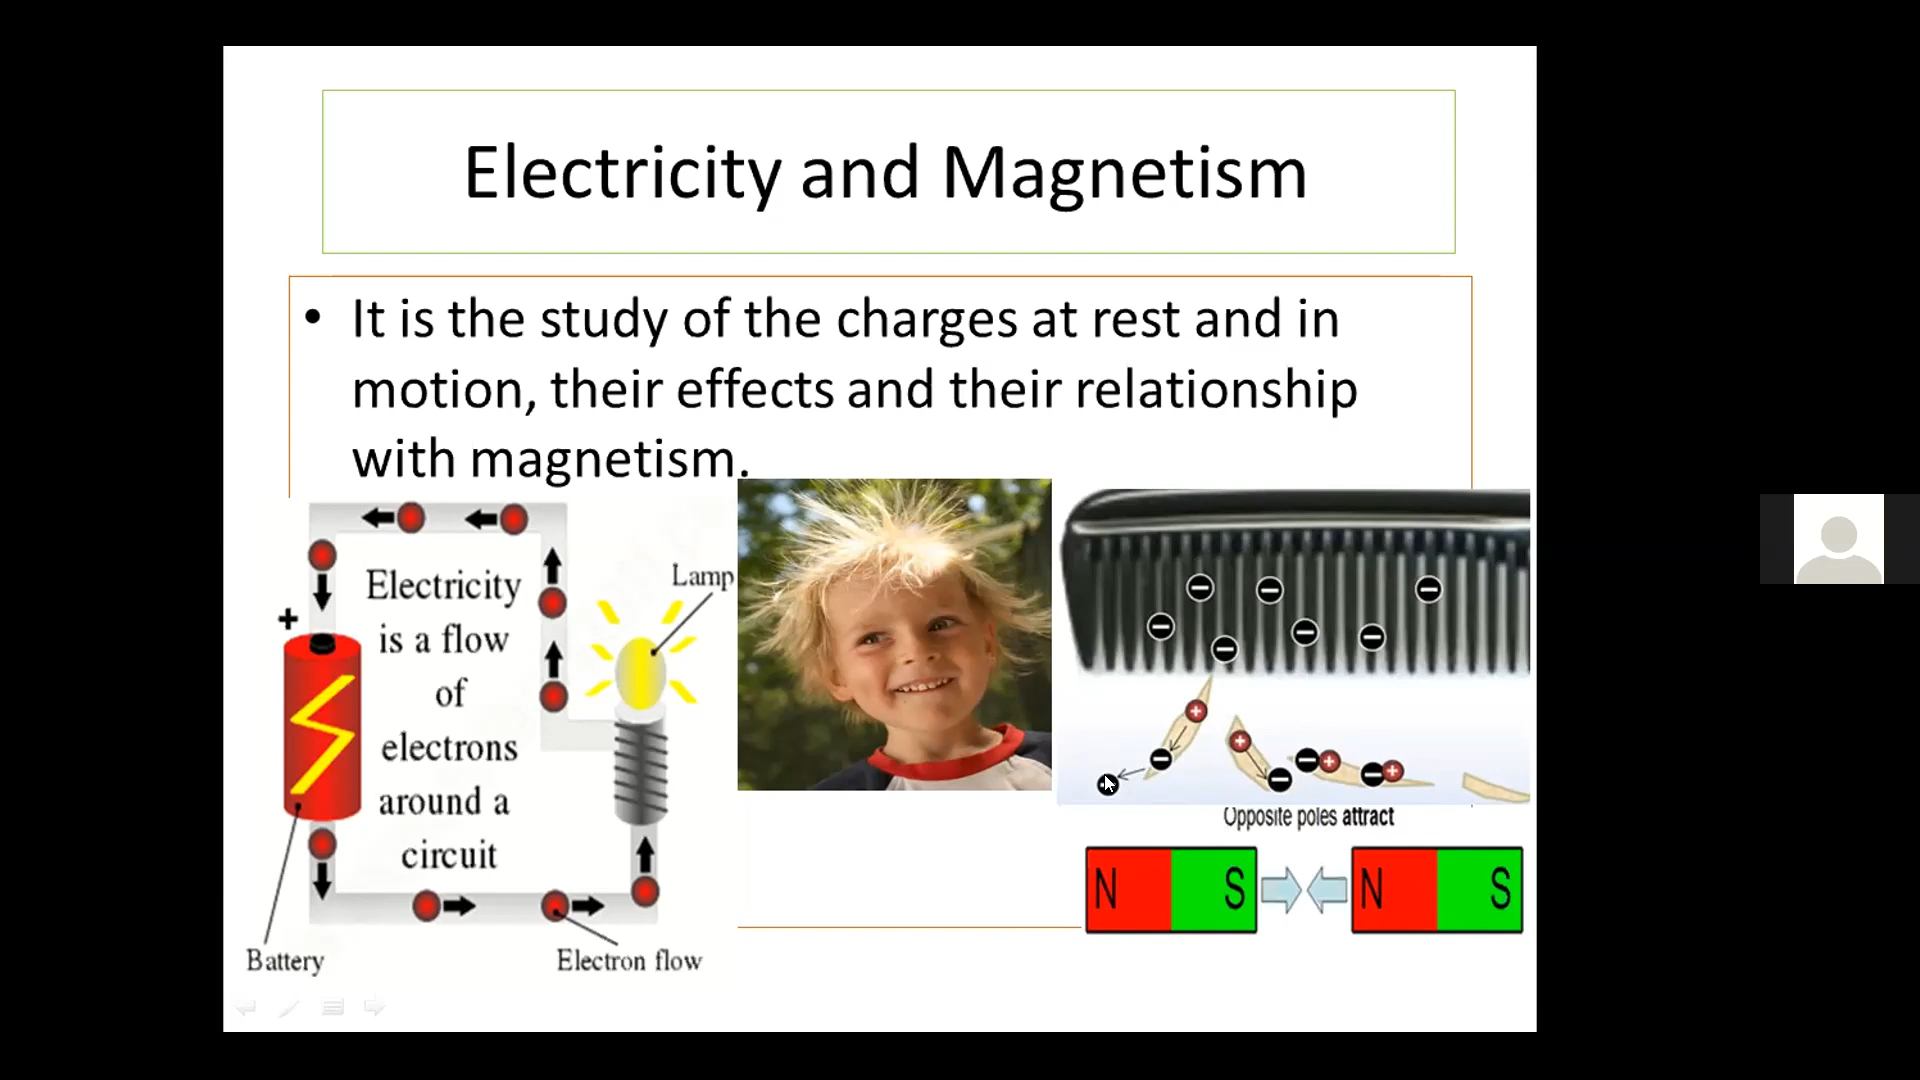 Electricity and Magnetism
• It is the study of the charges at rest and in
motion, their effects and their relationship
with magnetism.
Electricity
is a flow
of
electrons
around a
circuit
+
Lamp
Battery
Electron flow
Opposite poles attract
N S N S